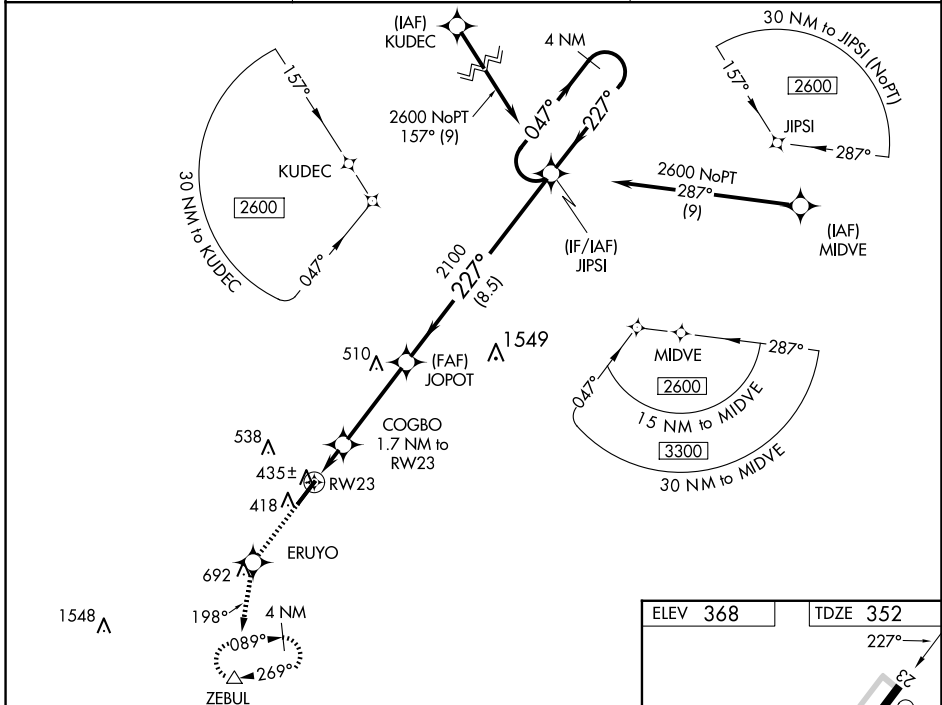 (IAF)
KUDEC
4 NM
30 NM to JIPSI (NoPT)
157°
2600
JIPSI
287°
2600 NoPT
157° (9)
047°
227°
157°
KUDEC
2600
047°
30 NM to KUDEC
2600 NoPT
287°
(9)
(IAF)
MIDVE
(IF/IAF)
JIPSI
2100
227°
(8.5)
1549
510
(FAF)
JOPOT
MIDVE
287°
047°
2600
15 NM to MIDVE
3300
30 NM to MIDVE
COGBO
1.7 NM to
RW23
538
435±
RW23
418
ERUYO
692
1548
198°
4 NM
089°
269°
ZEBUL
ELEV 368
TDZE 352
227°
23